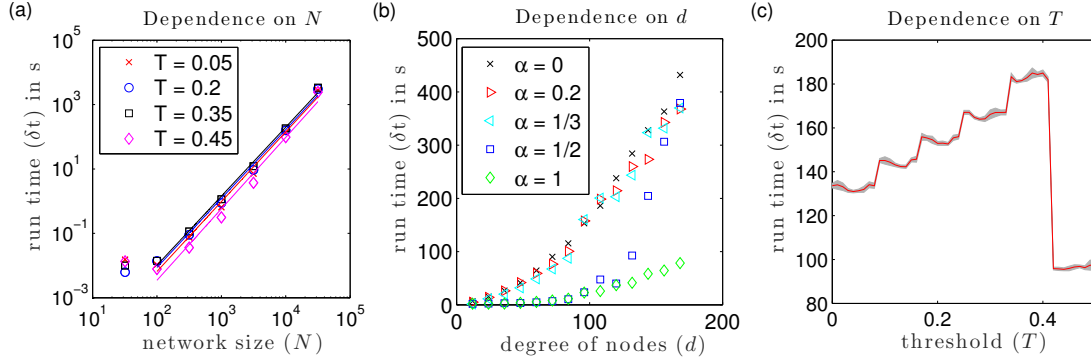 (a)
Dependence on N
run time (δt) in s
10^5
10^3
10^1
10^-1
10^-3
T = 0.05
T = 0.2
T = 0.35
T = 0.45
10^1
10^2
10^3
10^4
10^5
network size (N)
(b)
Dependence on d
run time (δt) in s
500
400
300
200
100
0
α = 0
α = 0.2
α = 1/3
α = 1/2
α = 1
0
100
200
degree of nodes (d)
(c)
Dependence on T
run time (δt) in s
200
180
160
140
120
100
80
0
0.2
0.4
threshold (T)